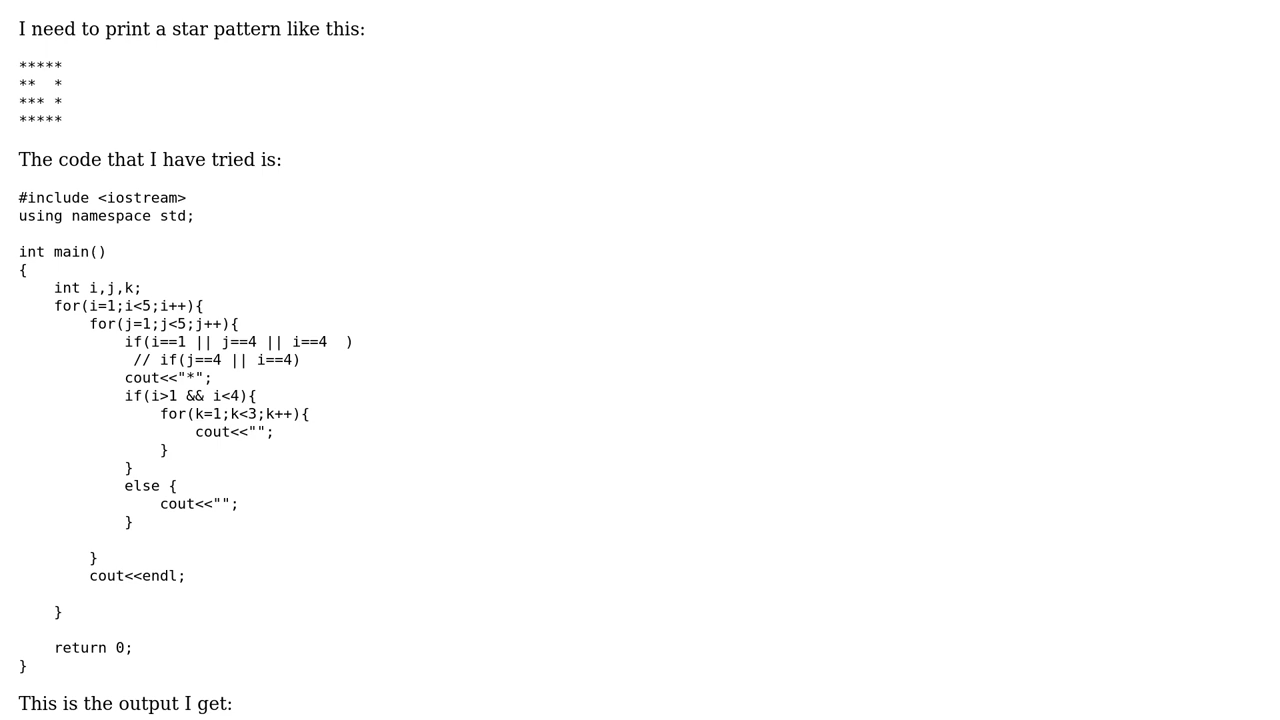 I need to print a star pattern like this:
*****
**  *
*** *
*****
The code that I have tried is:
#include <iostream>
using namespace std;
int main()
{
    int i,j,k;
    for(i=1;i<5;i++){
        for(j=1;j<5;j++){
            if(i==1 || j==4 || i==4  )
             // if(j==4 || i==4)
            cout<<"*";
            if(i>1 && i<4){
                for(k=1;k<3;k++){
                    cout<<"";
                }
            }
            else {
                cout<<"";
            }
        }
        cout<<endl;
    }
    return 0;
}
This is the output I get: